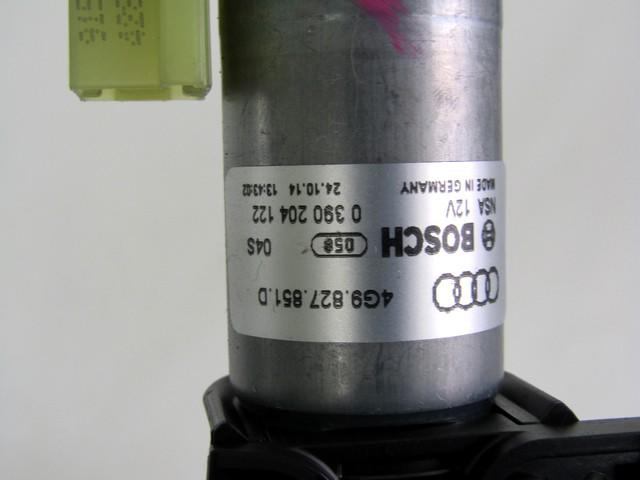 4G9.827.851.D
BOSCH 058 04S
NSA 12V 0 390 204 122
MADE IN GERMANY 24.10.14 13:43:02